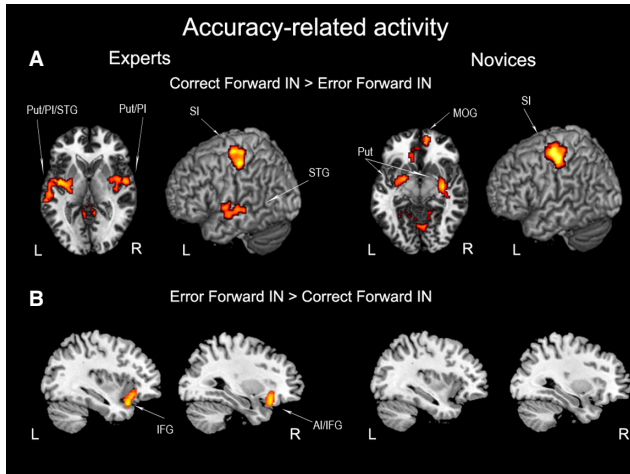 Accuracy-related activity
A
Experts
Novices
Correct Forward IN > Error Forward IN
Put/PI/STG
Put/PI
SI
STG
MOG
SI
Put
L
R
L
L
R
L
B
Error Forward IN > Correct Forward IN
IFG
AI/IFG
L
R
L
R